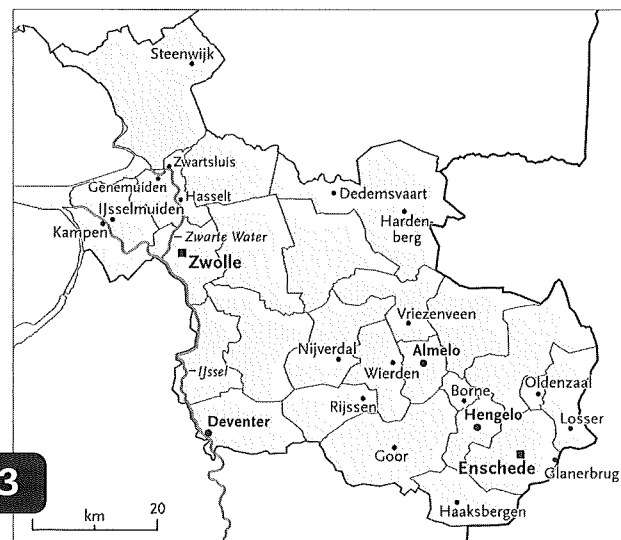 Steenwijk
Zwartsluis
Genemuiden
Hasselt
Dedemsvaart
IJsselmuiden
Harden-
berg
Kampen
Zwarte Water
Zwolle
Vriezenveen
Nijverdal
Almelo
Wierden
IJssel
Oldenzaal
Borne
Rijssen
Hengelo
Losser
Deventer
Goor
Enschede
Glanerbrug
3
20
km
Haaksbergen